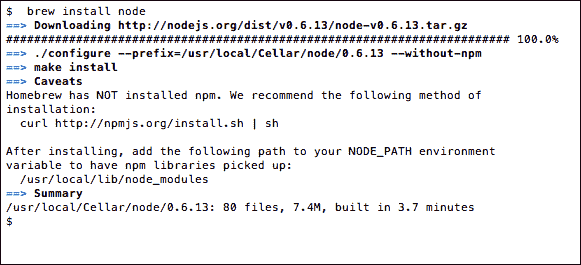 $  brew install node
==> Downloading http://nodejs.org/dist/v0.6.13/node-v0.6.13.tar.gz
######################################################################## 100.0%
==> ./configure --prefix=/usr/local/Cellar/node/0.6.13 --without-npm
==> make install
==> Caveats
Homebrew has NOT installed npm. We recommend the following method of
installation:
  curl http://npmjs.org/install.sh | sh
After installing, add the following path to your NODE_PATH environment
variable to have npm libraries picked up:
  /usr/local/lib/node_modules
==> Summary
/usr/local/Cellar/node/0.6.13: 80 files, 7.4M, built in 3.7 minutes
$